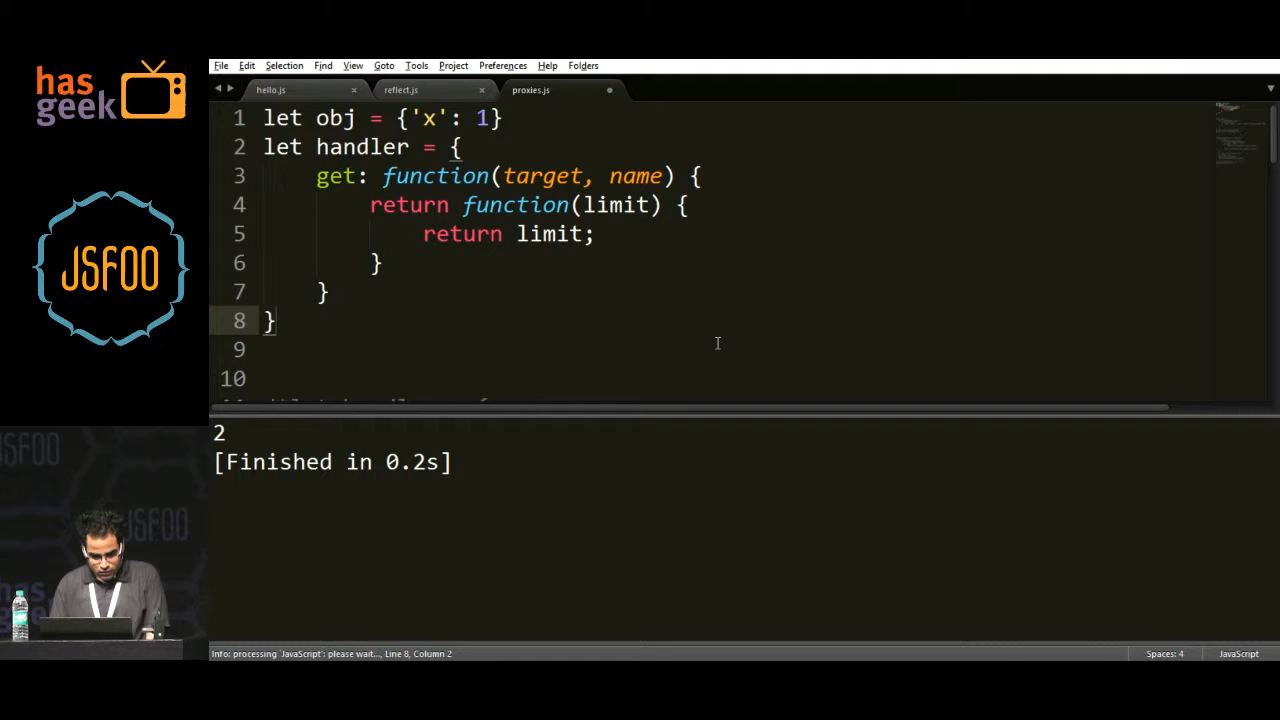 has
geek
JSFOO
File Edit Selection Find View Goto Tools Project Preferences Help Folders
hello.js reflect.js proxies.js
1 let obj = {'x': 1}
2 let handler = {
3 get: function(target, name) {
4 return function(limit) {
5 return limit;
6 }
7 }
8 }
9
10
2
[Finished in 0.2s]
JSFOO
JSFOO
has
Info: processing `JavaScript`: please wait..., Line 8, Column 2 Spaces: 4 JavaScript